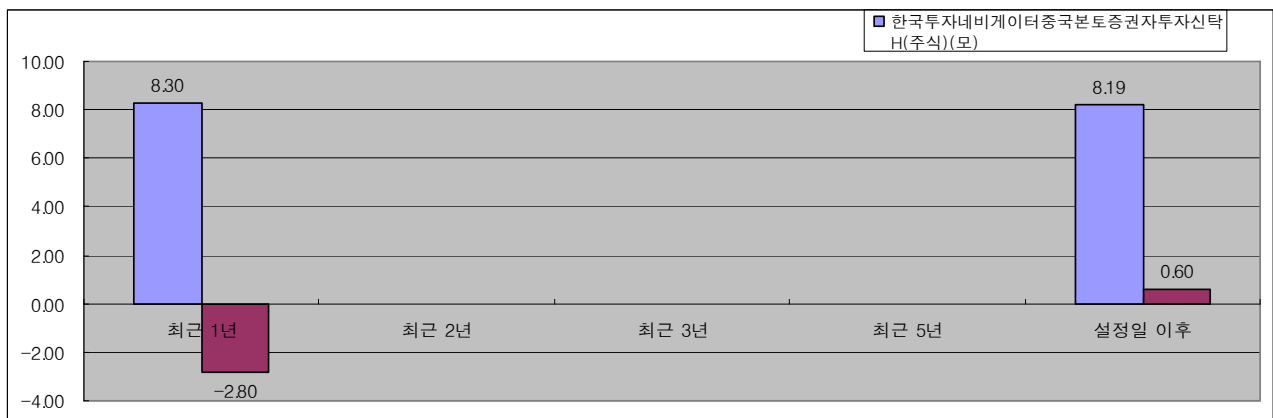 한국투자네비게이터중국본토증권자투자신탁
H(주식)(모)
10.00
8.00
6.00
4.00
2.00
0.00
-2.00
-4.00
8.30
-2.80
8.19
0.60
최근 1년
최근 2년
최근 3년
최근 5년
설정일 이후